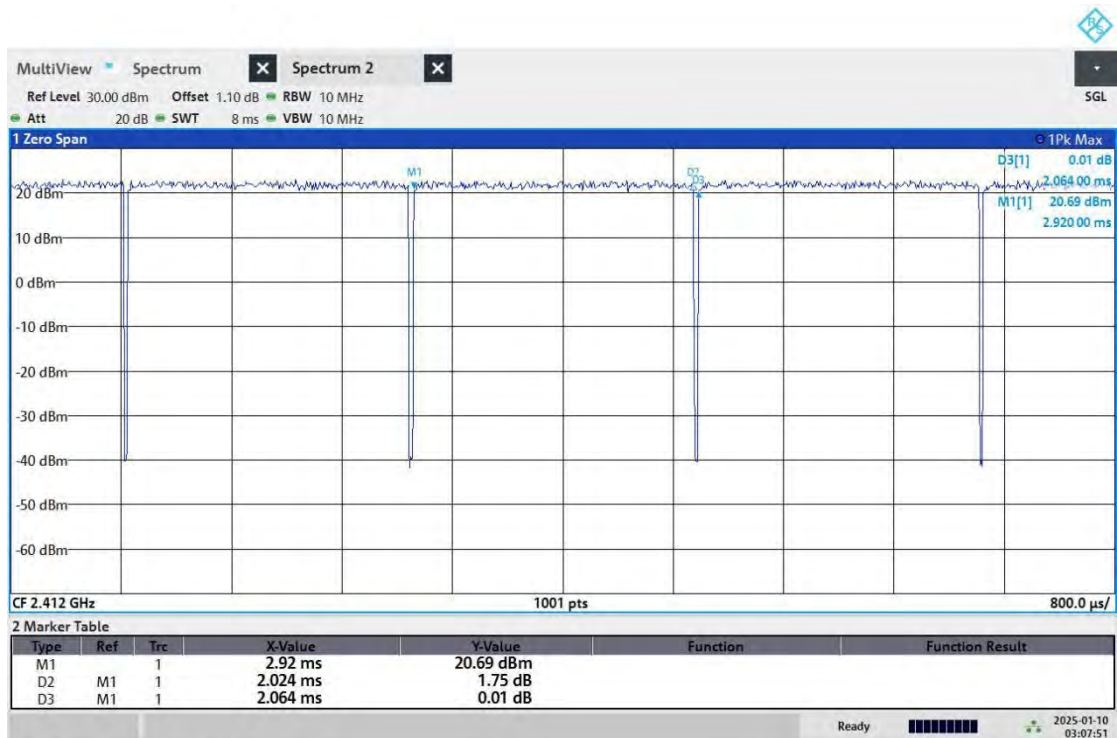 R&S
MultiView Spectrum X Spectrum 2 X
Ref Level 30.00 dBm Offset 1.10 dB RBW 10 MHz SGL
Att 20 dB SWT 8 ms VBW 10 MHz
1 Zero Span 1Pk Max
D3[1] 0.01 dB
2.064 00 ms
M1[1] 20.69 dBm
2.920 00 ms
M1
D2
D3
20 dBm
10 dBm
0 dBm
-10 dBm
-20 dBm
-30 dBm
-40 dBm
-50 dBm
-60 dBm
CF 2.412 GHz 1001 pts 800.0 µs/
2 Marker Table
Type Ref Trc X-Value Y-Value Function Function Result
M1 1 2.92 ms 20.69 dBm
D2 M1 1 2.024 ms 1.75 dB
D3 M1 1 2.064 ms 0.01 dB
Ready 2025-01-10
03:07:51